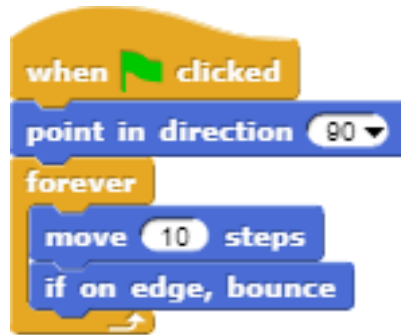 when clicked
point in direction 90
forever
move 10 steps
if on edge, bounce